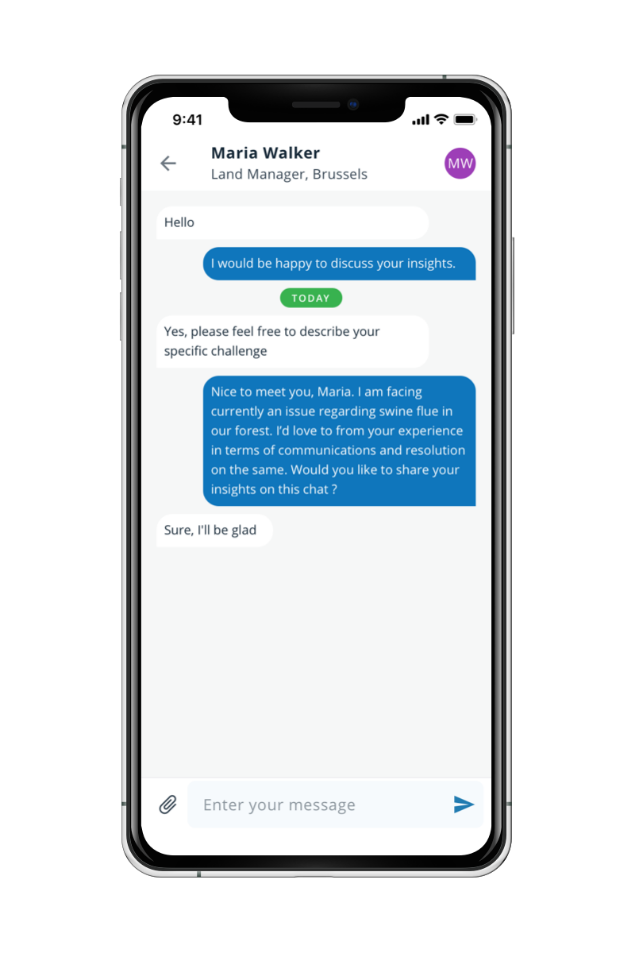 9:41
Maria Walker
Land Manager, Brussels
MW
Hello
I would be happy to discuss your insights.
TODAY
Yes, please feel free to describe your
specific challenge
Nice to meet you, Maria. I am facing
currently an issue regarding swine flue in
our forest. I'd love to from your experience
in terms of communications and resolution
on the same. Would you like to share your
insights on this chat ?
Sure, I'll be glad
Enter your message